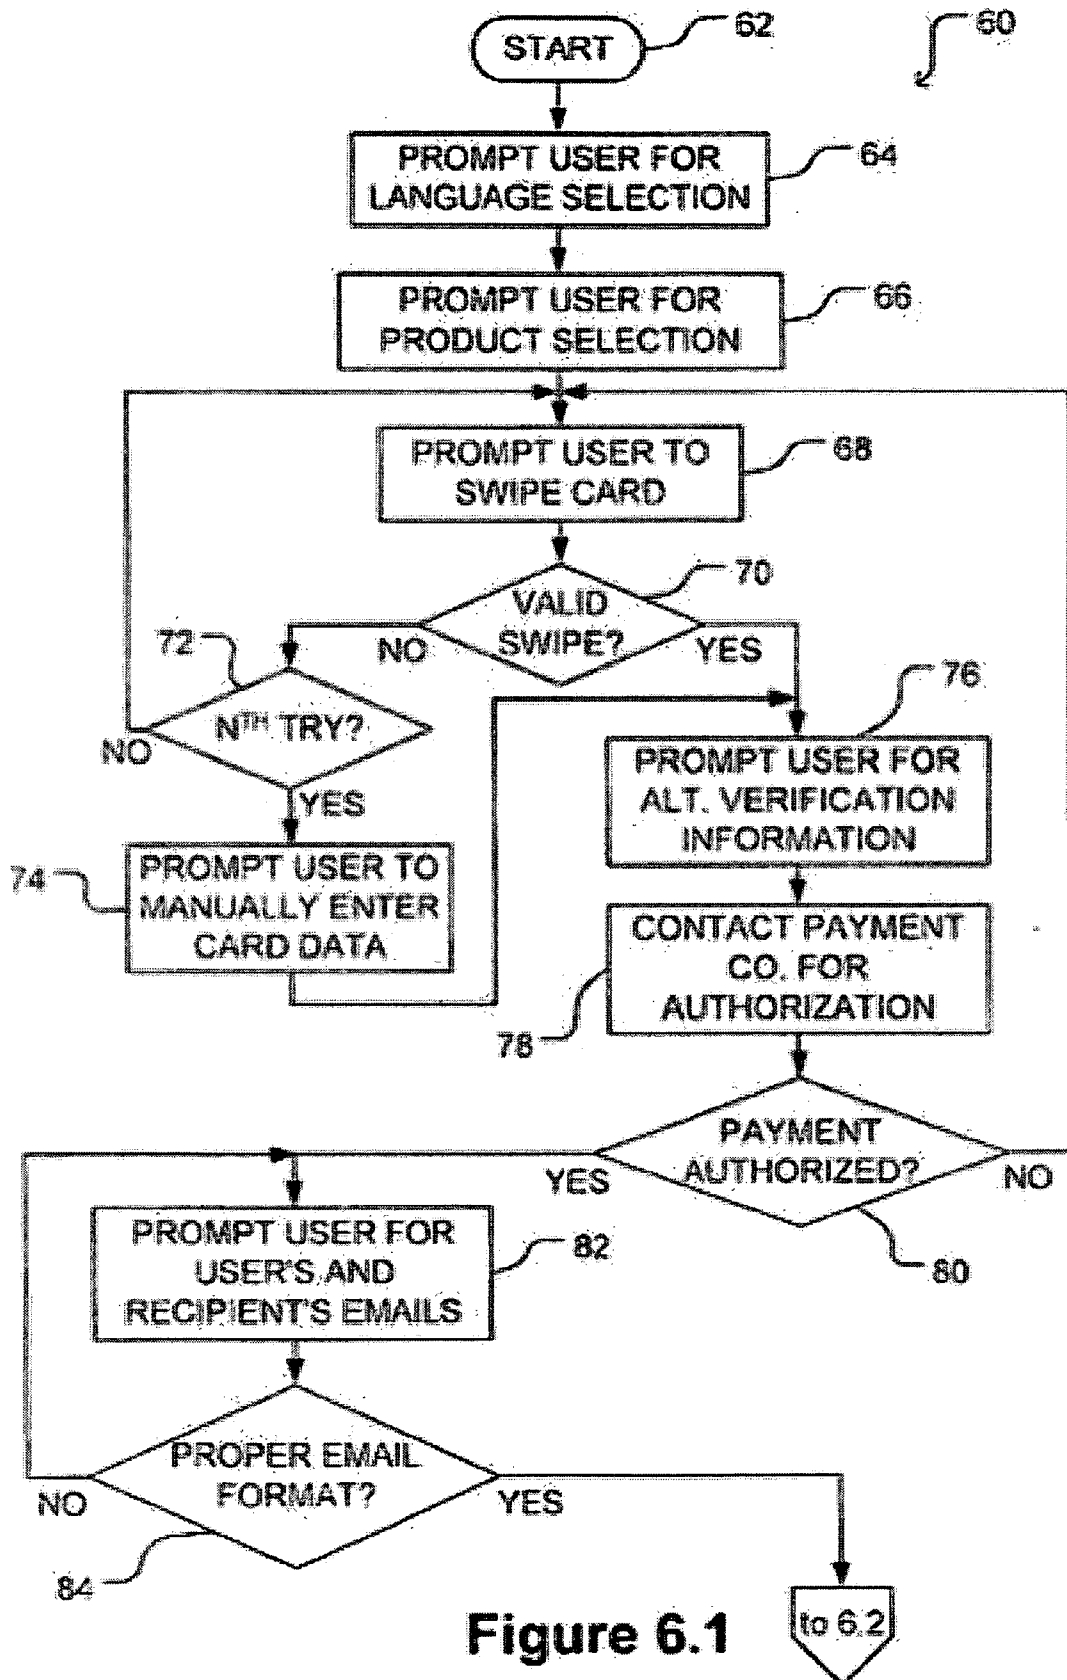 START
62
60
PROMPT USER FOR
LANGUAGE SELECTION
64
PROMPT USER FOR
PRODUCT SELECTION
66
PROMPT USER TO
SWIPE CARD
68
VALID
SWIPE?
70
NO
YES
72
NTH TRY?
NO
YES
76
PROMPT USER FOR
ALT. VERIFICATION
INFORMATION
74
PROMPT USER TO
MANUALLY ENTER
CARD DATA
CONTACT PAYMENT
CO. FOR
AUTHORIZATION
78
PAYMENT
AUTHORIZED?
YES
NO
80
PROMPT USER FOR
USER'S AND
RECIPIENT'S EMAILS
82
PROPER EMAIL
FORMAT?
NO
YES
84
to 6.2
Figure 6.1